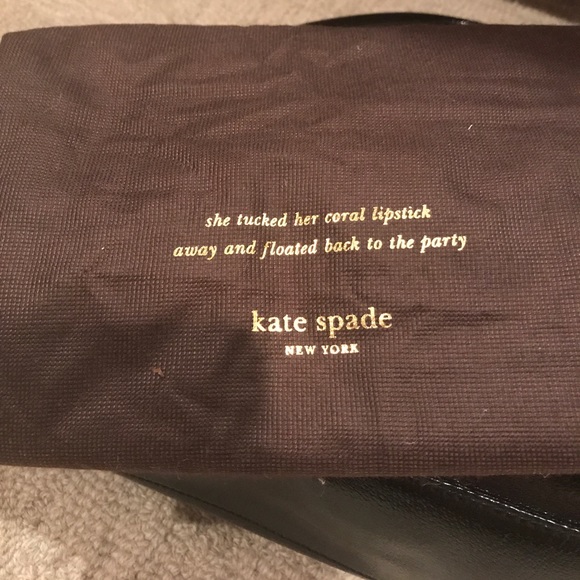 she tucked her coral lipstick
away and floated back to the party
kate spade
NEW YORK